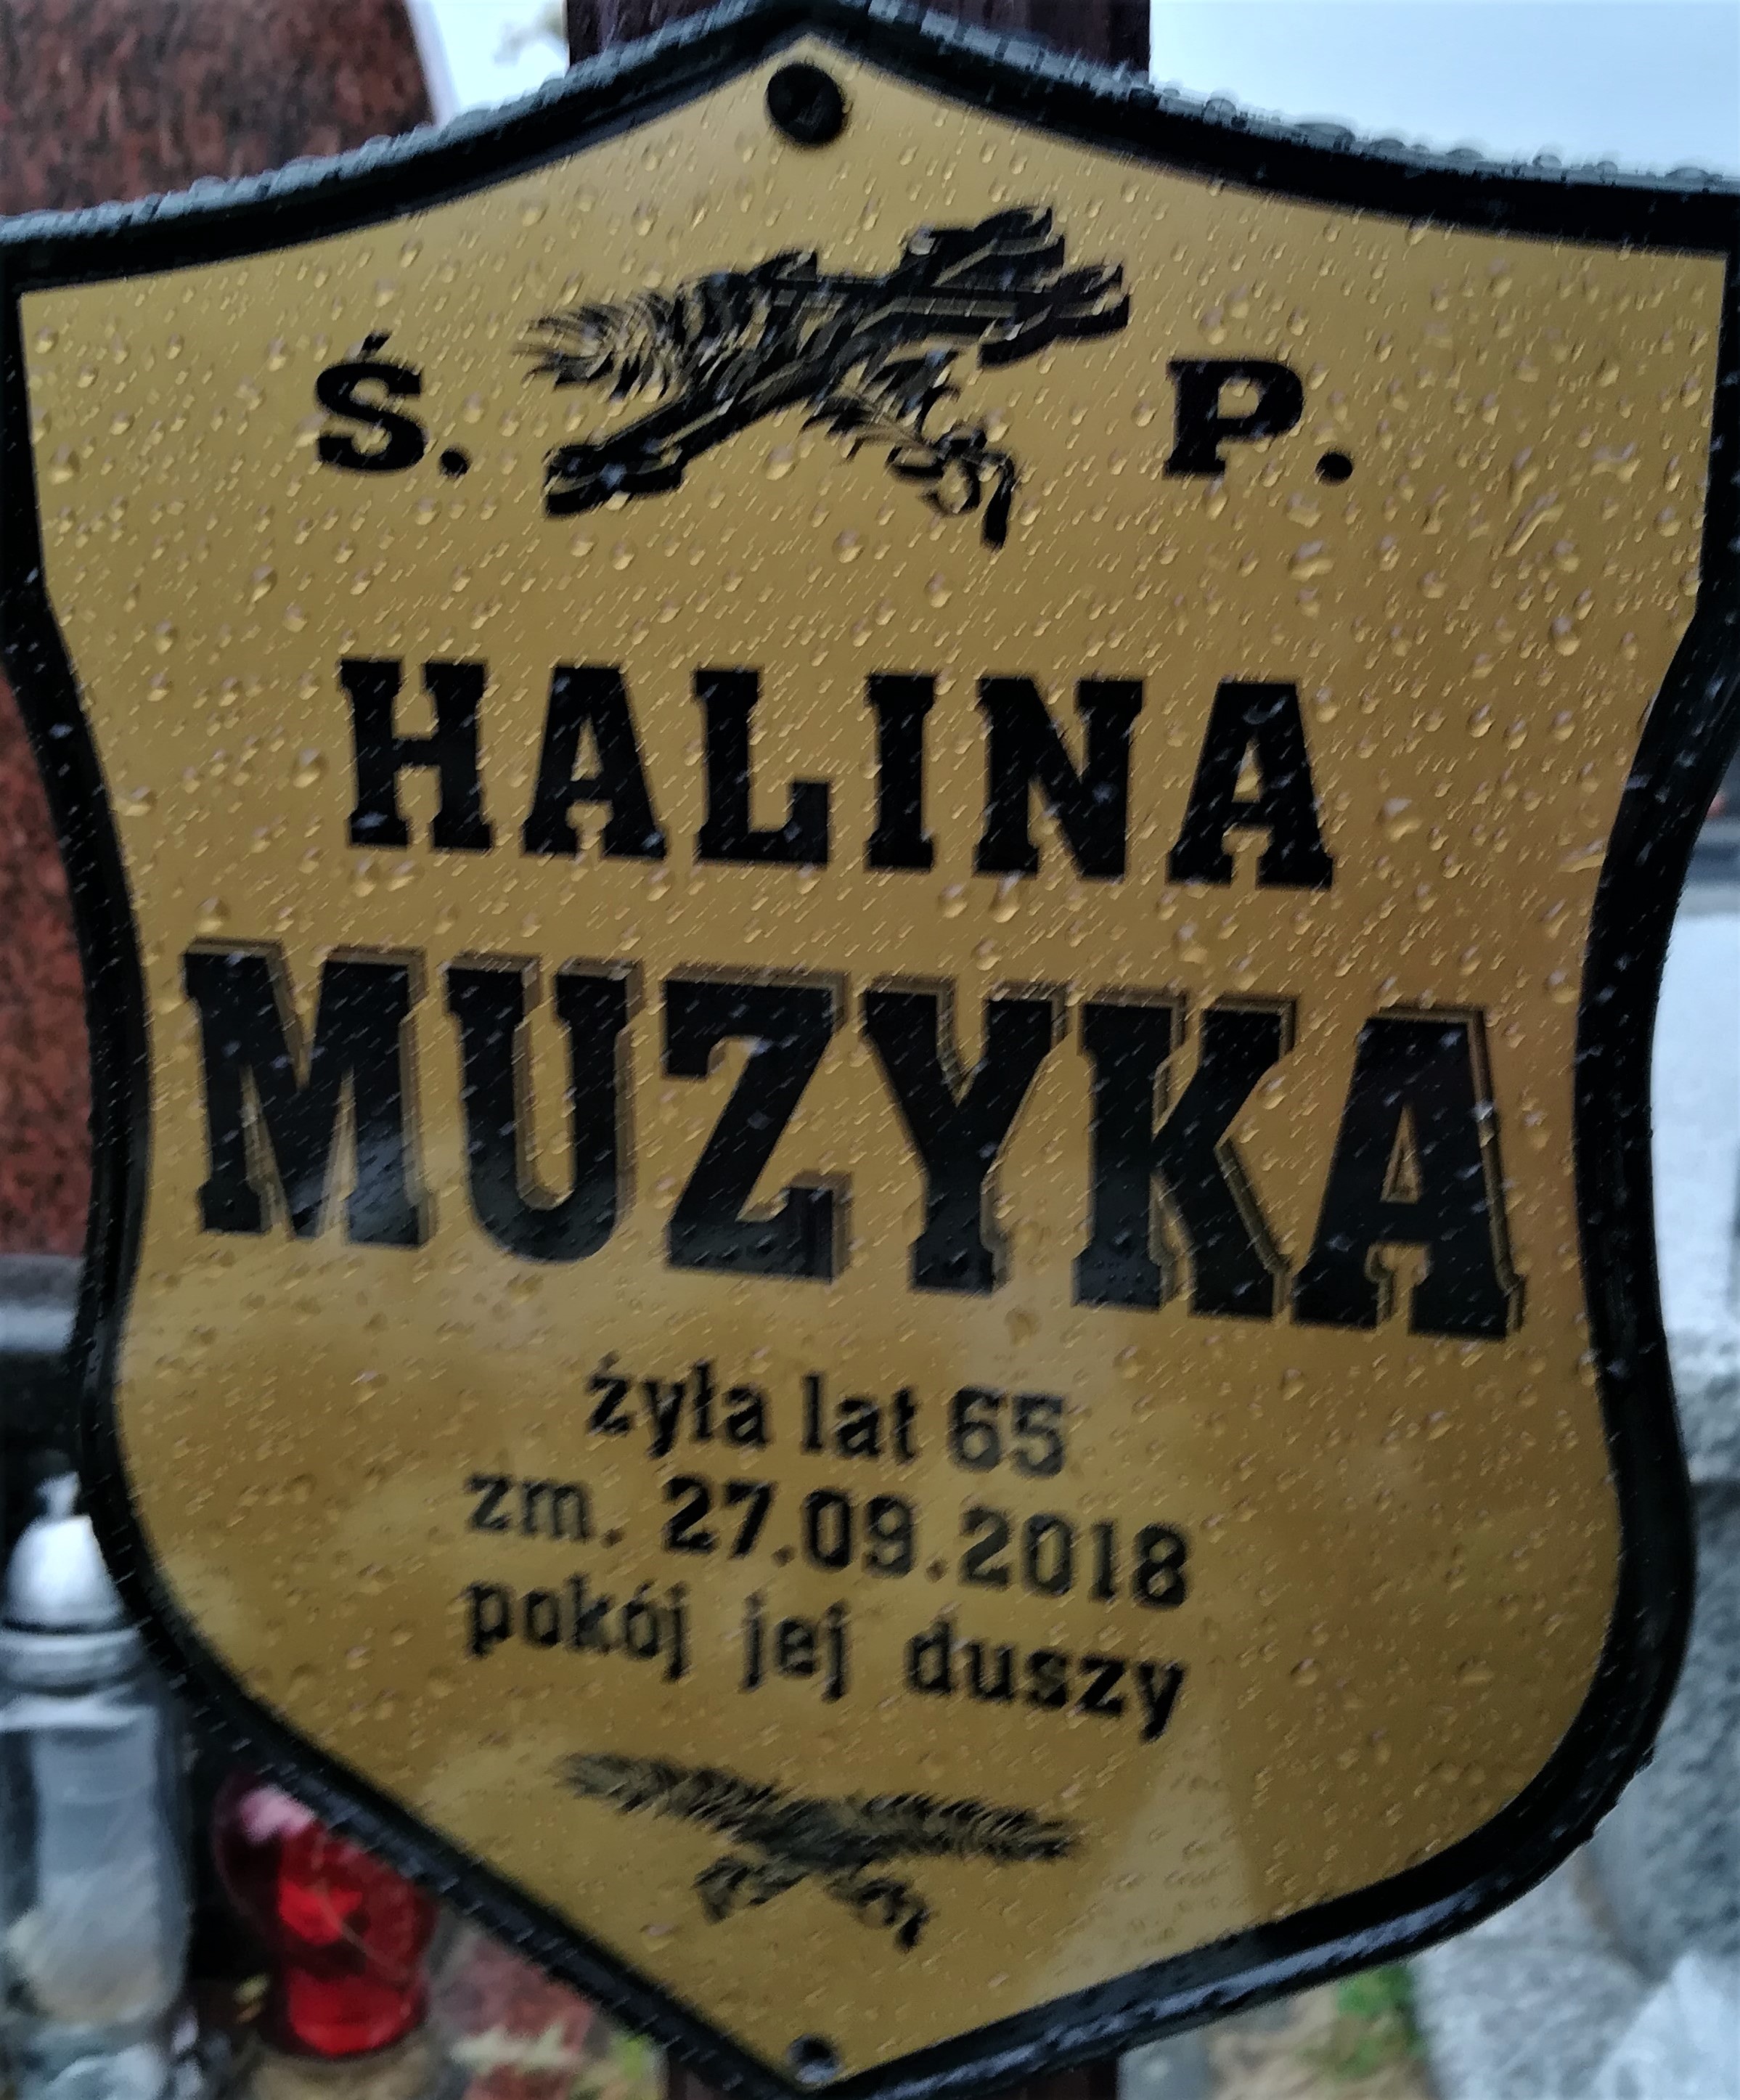 Ś. P.
HALINA
MUZYKA
żyła lat 65
zm. 27.09.2018
pokój jej duszy